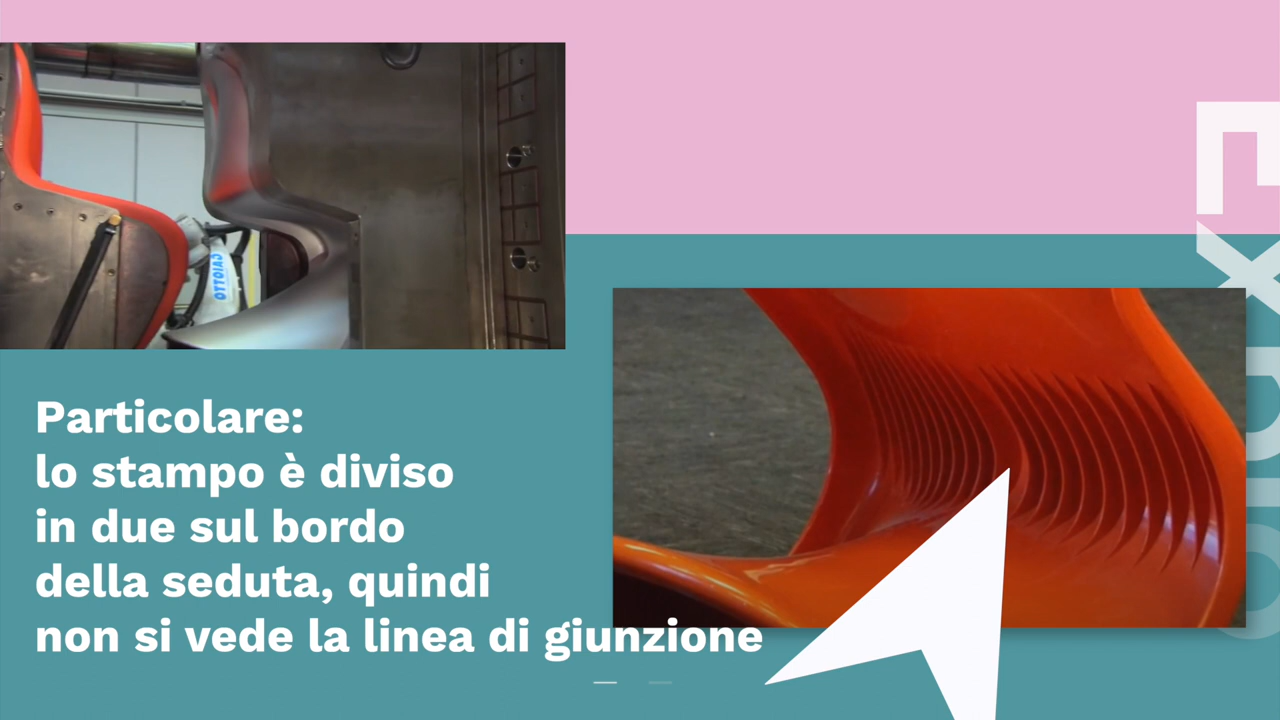 Particolare:
lo stampo è diviso
in due sul bordo
della seduta, quindi
non si vede la linea di giunzione